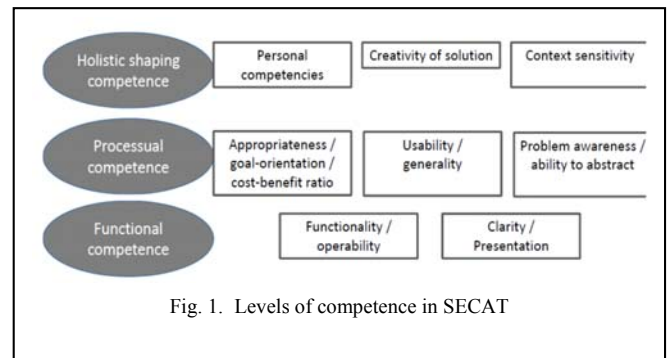 Holistic shaping
competence
Personal
competencies
Creativity of solution
Context sensitivity
Processual
competence
Appropriateness /
goal-orientation /
cost-benefit ratio
Usability /
generality
Problem awareness /
ability to abstract
Functional
competence
Functionality /
operability
Clarity /
Presentation
Fig. 1. Levels of competence in SECAT